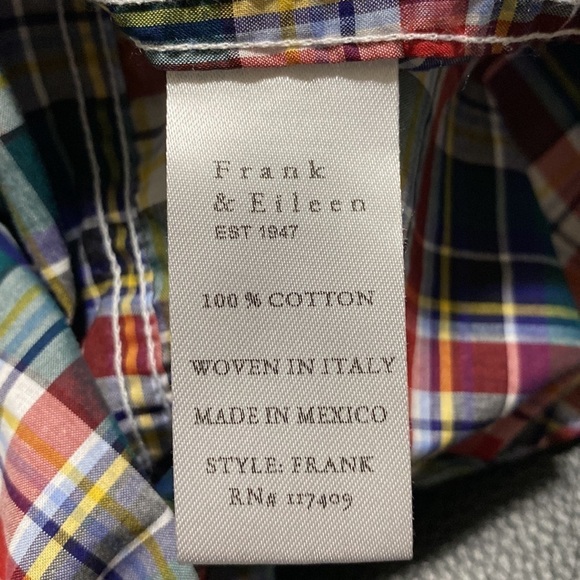 Frank
& Eileen
EST 1947
100% COTTON
WOVEN IN ITALY
MADE IN MEXICO
STYLE: FRANK
RN# 117409